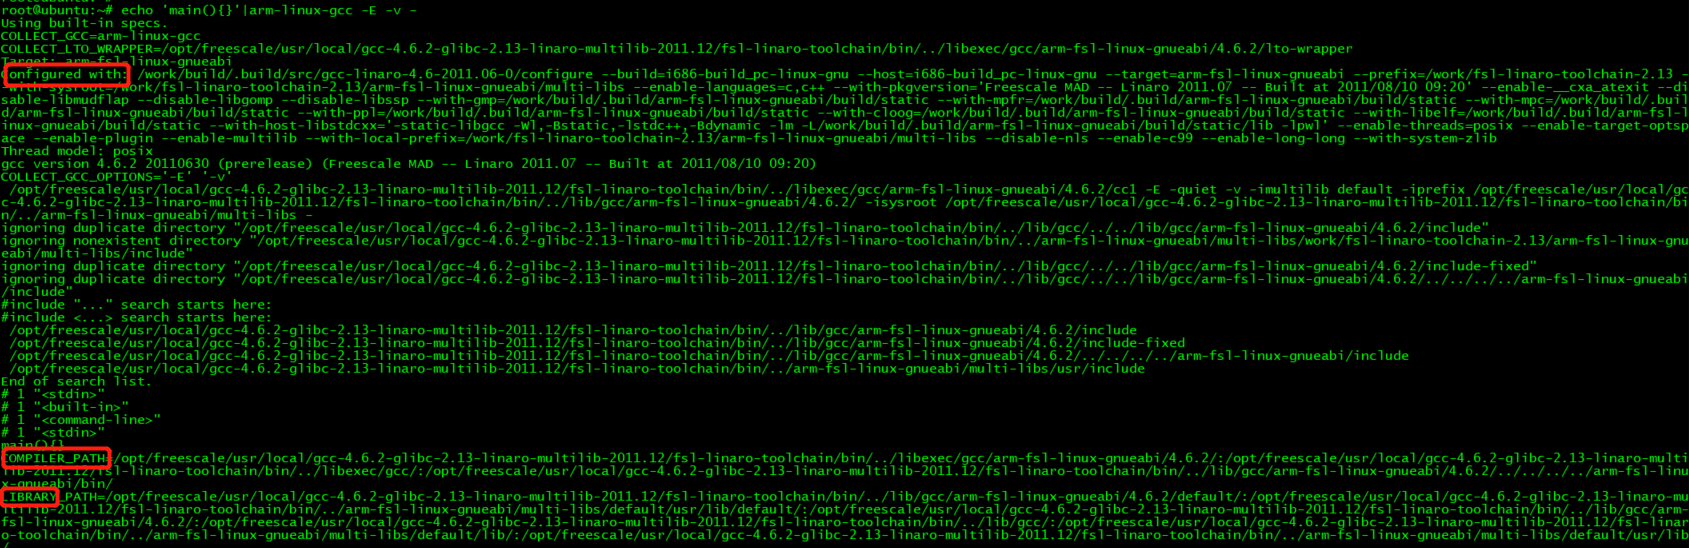 root@ubuntu:~# echo 'main(){}'|arm-linux-gcc -E -v -
Using built-in specs.
COLLECT_GCC=arm-linux-gcc
COLLECT_LTO_WRAPPER=/opt/freescale/usr/local/gcc-4.6.2-glibc-2.13-linaro-multilib-2011.12/fsl-linaro-toolchain/bin/../libexec/gcc/arm-fsl-linux-gnueabi/4.6.2/lto-wrapper
Target: arm-fsl-linux-gnueabi
Configured with: /work/build/.build/src/gcc-linaro-4.6-2011.06-0/configure --build=i686-build_pc-linux-gnu --host=i686-build_pc-linux-gnu --target=arm-fsl-linux-gnueabi --prefix=/work/fsl-linaro-toolchain-2.13 -
-with-sysroot=/work/fsl-linaro-toolchain-2.13/arm-fsl-linux-gnueabi/multi-libs --enable-languages=c,c++ --with-pkgversion='Freescale MAD -- Linaro 2011.07 -- Built at 2011/08/10 09:20' --enable-__cxa_atexit --di
sable-libmudflap --disable-libgomp --disable-libssp --with-gmp=/work/build/.build/arm-fsl-linux-gnueabi/build/static --with-mpfr=/work/build/.build/arm-fsl-linux-gnueabi/build/static --with-mpc=/work/build/.buil
d/arm-fsl-linux-gnueabi/build/static --with-ppl=/work/build/.build/arm-fsl-linux-gnueabi/build/static --with-cloog=/work/build/.build/arm-fsl-linux-gnueabi/build/static --with-libelf=/work/build/.build/arm-fsl-l
inux-gnueabi/build/static --with-host-libstdcxx='-static-libgcc -Wl,-Bstatic,-lstdc++,-Bdynamic -lm -L/work/build/.build/arm-fsl-linux-gnueabi/build/static/lib -lpwl' --enable-threads=posix --enable-target-optsp
ace --enable-plugin --enable-multilib --with-local-prefix=/work/fsl-linaro-toolchain-2.13/arm-fsl-linux-gnueabi/multi-libs --disable-nls --enable-c99 --enable-long-long --with-system-zlib
Thread model: posix
gcc version 4.6.2 20110630 (prerelease) (Freescale MAD -- Linaro 2011.07 -- Built at 2011/08/10 09:20)
COLLECT_GCC_OPTIONS='-E' '-v'
/opt/freescale/usr/local/gcc-4.6.2-glibc-2.13-linaro-multilib-2011.12/fsl-linaro-toolchain/bin/../libexec/gcc/arm-fsl-linux-gnueabi/4.6.2/cc1 -E -quiet -v -imultilib default -iprefix /opt/freescale/usr/local/gc
c-4.6.2-glibc-2.13-linaro-multilib-2011.12/fsl-linaro-toolchain/bin/../lib/gcc/arm-fsl-linux-gnueabi/4.6.2/ -isysroot /opt/freescale/usr/local/gcc-4.6.2-glibc-2.13-linaro-multilib-2011.12/fsl-linaro-toolchain/bi
n/../arm-fsl-linux-gnueabi/multi-libs -
ignoring duplicate directory "/opt/freescale/usr/local/gcc-4.6.2-glibc-2.13-linaro-multilib-2011.12/fsl-linaro-toolchain/bin/../lib/gcc/../../lib/gcc/arm-fsl-linux-gnueabi/4.6.2/include"
ignoring nonexistent directory "/opt/freescale/usr/local/gcc-4.6.2-glibc-2.13-linaro-multilib-2011.12/fsl-linaro-toolchain/bin/../arm-fsl-linux-gnueabi/multi-libs/work/fsl-linaro-toolchain-2.13/arm-fsl-linux-gnu
eabi/multi-libs/include"
ignoring duplicate directory "/opt/freescale/usr/local/gcc-4.6.2-glibc-2.13-linaro-multilib-2011.12/fsl-linaro-toolchain/bin/../lib/gcc/../../lib/gcc/arm-fsl-linux-gnueabi/4.6.2/include-fixed"
ignoring duplicate directory "/opt/freescale/usr/local/gcc-4.6.2-glibc-2.13-linaro-multilib-2011.12/fsl-linaro-toolchain/bin/../lib/gcc/../../lib/gcc/arm-fsl-linux-gnueabi/4.6.2/../../../../arm-fsl-linux-gnueabi
/include"
#include "..." search starts here:
#include <...> search starts here:
/opt/freescale/usr/local/gcc-4.6.2-glibc-2.13-linaro-multilib-2011.12/fsl-linaro-toolchain/bin/../lib/gcc/arm-fsl-linux-gnueabi/4.6.2/include
/opt/freescale/usr/local/gcc-4.6.2-glibc-2.13-linaro-multilib-2011.12/fsl-linaro-toolchain/bin/../lib/gcc/arm-fsl-linux-gnueabi/4.6.2/include-fixed
/opt/freescale/usr/local/gcc-4.6.2-glibc-2.13-linaro-multilib-2011.12/fsl-linaro-toolchain/bin/../lib/gcc/arm-fsl-linux-gnueabi/4.6.2/../../../../arm-fsl-linux-gnueabi/include
/opt/freescale/usr/local/gcc-4.6.2-glibc-2.13-linaro-multilib-2011.12/fsl-linaro-toolchain/bin/../arm-fsl-linux-gnueabi/multi-libs/usr/include
End of search list.
# 1 "<stdin>"
# 1 "<built-in>"
# 1 "<command-line>"
# 1 "<stdin>"
main(){}
COMPILER_PATH=/opt/freescale/usr/local/gcc-4.6.2-glibc-2.13-linaro-multilib-2011.12/fsl-linaro-toolchain/bin/../libexec/gcc/arm-fsl-linux-gnueabi/4.6.2/:/opt/freescale/usr/local/gcc-4.6.2-glibc-2.13-linaro-multi
lib-2011.12/fsl-linaro-toolchain/bin/../libexec/gcc/:/opt/freescale/usr/local/gcc-4.6.2-glibc-2.13-linaro-multilib-2011.12/fsl-linaro-toolchain/bin/../lib/gcc/arm-fsl-linux-gnueabi/4.6.2/../../../../arm-fsl-linu
x-gnueabi/bin/
LIBRARY_PATH=/opt/freescale/usr/local/gcc-4.6.2-glibc-2.13-linaro-multilib-2011.12/fsl-linaro-toolchain/bin/../lib/gcc/arm-fsl-linux-gnueabi/4.6.2/default/:/opt/freescale/usr/local/gcc-4.6.2-glibc-2.13-linaro-mu
ltilib-2011.12/fsl-linaro-toolchain/bin/../arm-fsl-linux-gnueabi/multi-libs/default/usr/lib/default/:/opt/freescale/usr/local/gcc-4.6.2-glibc-2.13-linaro-multilib-2011.12/fsl-linaro-toolchain/bin/../lib/gcc/arm-
fsl-linux-gnueabi/4.6.2/:/opt/freescale/usr/local/gcc-4.6.2-glibc-2.13-linaro-multilib-2011.12/fsl-linaro-toolchain/bin/../lib/gcc/:/opt/freescale/usr/local/gcc-4.6.2-glibc-2.13-linaro-multilib-2011.12/fsl-linar
o-toolchain/bin/../arm-fsl-linux-gnueabi/multi-libs/default/lib/:/opt/freescale/usr/local/gcc-4.6.2-glibc-2.13-linaro-multilib-2011.12/fsl-linaro-toolchain/bin/../arm-fsl-linux-gnueabi/multi-libs/default/usr/lib